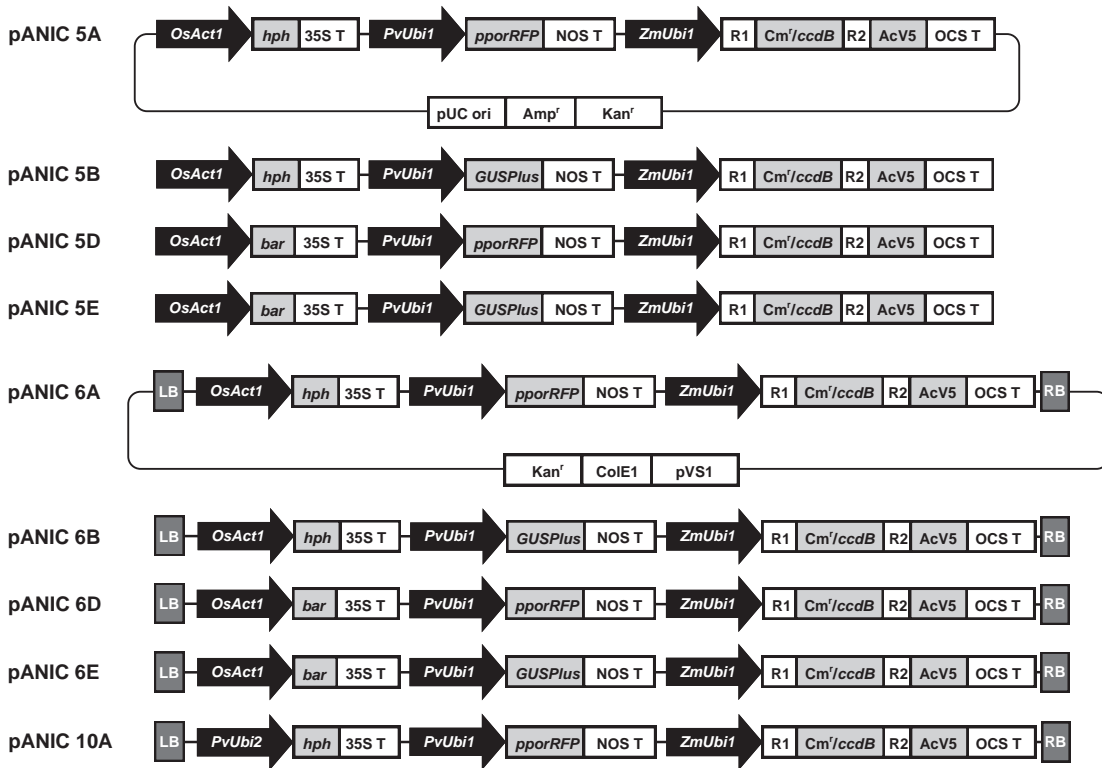 pANIC 5A OsAct1 hph 35S T PvUbi1 pporRFP NOS T ZmUbi1 R1 Cmʳ/ccdB R2 AcV5 OCS T
pUC ori Ampʳ Kanʳ
pANIC 5B OsAct1 hph 35S T PvUbi1 GUSPlus NOS T ZmUbi1 R1 Cmʳ/ccdB R2 AcV5 OCS T
pANIC 5D OsAct1 bar 35S T PvUbi1 pporRFP NOS T ZmUbi1 R1 Cmʳ/ccdB R2 AcV5 OCS T
pANIC 5E OsAct1 bar 35S T PvUbi1 GUSPlus NOS T ZmUbi1 R1 Cmʳ/ccdB R2 AcV5 OCS T
pANIC 6A LB OsAct1 hph 35S T PvUbi1 pporRFP NOS T ZmUbi1 R1 Cmʳ/ccdB R2 AcV5 OCS T RB
Kanʳ ColE1 pVS1
pANIC 6B LB OsAct1 hph 35S T PvUbi1 GUSPlus NOS T ZmUbi1 R1 Cmʳ/ccdB R2 AcV5 OCS T RB
pANIC 6D LB OsAct1 bar 35S T PvUbi1 pporRFP NOS T ZmUbi1 R1 Cmʳ/ccdB R2 AcV5 OCS T RB
pANIC 6E LB OsAct1 bar 35S T PvUbi1 GUSPlus NOS T ZmUbi1 R1 Cmʳ/ccdB R2 AcV5 OCS T RB
pANIC 10A LB PvUbi2 hph 35S T PvUbi1 pporRFP NOS T ZmUbi1 R1 Cmʳ/ccdB R2 AcV5 OCS T RB